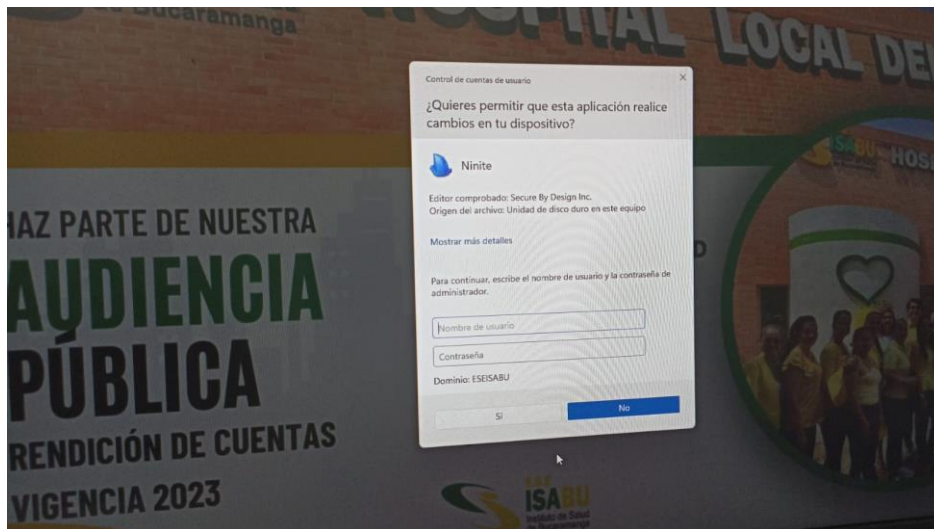 de Bucaramanga
HOSPITAL LOCAL DEL
Control de cuentas de usuario
¿Quieres permitir que esta aplicación realice
cambios en tu dispositivo?
Ninite
Editor comprobado: Secure By Design Inc.
Origen del archivo: Unidad de disco duro en este equipo
Mostrar más detalles
Para continuar, escribe el nombre de usuario y la contraseña de
administrador.
Nombre de usuario
Contraseña
Dominio: ESEISABU
Sí
No
HAZ PARTE DE NUESTRA
AUDIENCIA
PÚBLICA
RENDICIÓN DE CUENTAS
VIGENCIA 2023
ISABU HOSP
D
E.S.E
ISABU
Instituto de Salud
de Bucaramanga